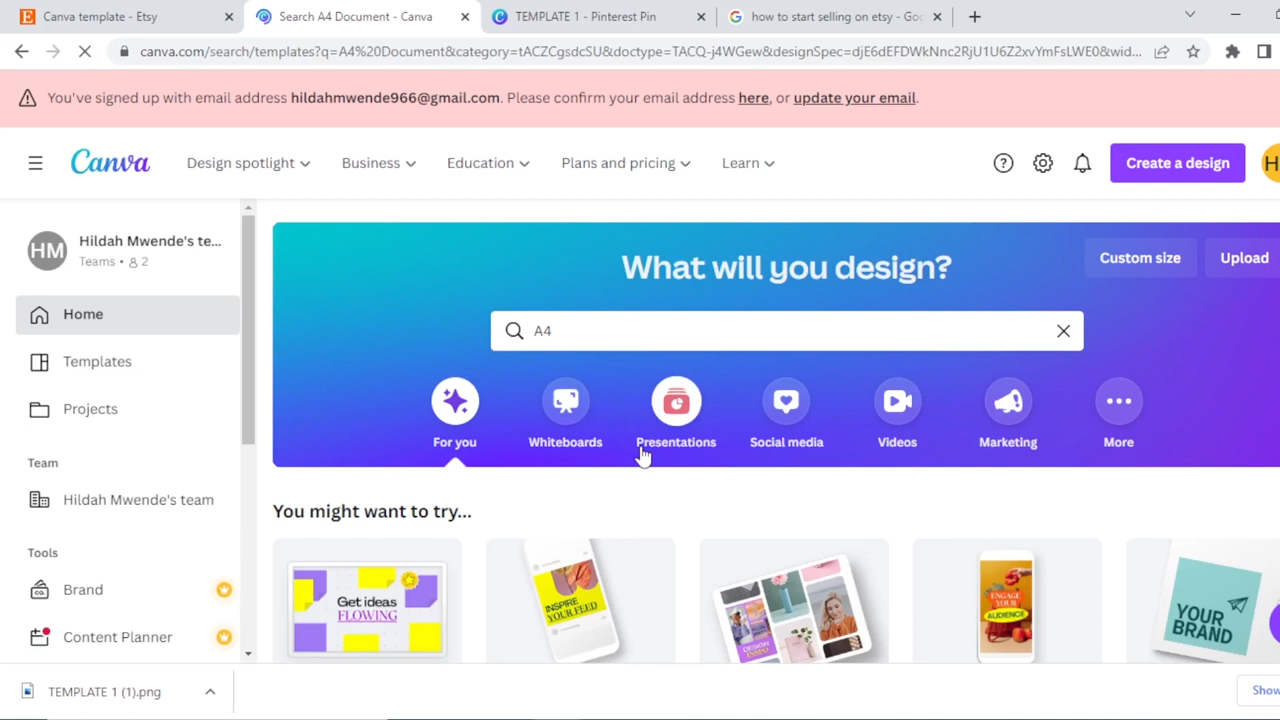 Canva template - Etsy
Search A4 Document - Canva
TEMPLATE 1 - Pinterest Pin
how to start selling on etsy - Goo
canva.com/search/templates?q=A4%20Document&category=tACZCgsdcSU&doctype=TACQ-j4WGew&designSpec=djE6dEFDWkNnc2RjU1U6Z2xvYmFsLWE0&wid...
You've signed up with email address hildahmwende966@gmail.com. Please confirm your email address here, or update your email.
Canva
Design spotlight
Business
Education
Plans and pricing
Learn
Create a design
H
HM
Hildah Mwende's te...
Teams • 2
Home
Templates
Projects
Team
Hildah Mwende's team
Tools
Brand
Content Planner
What will you design?
Custom size
Upload
A4
For you
Whiteboards
Presentations
Social media
Videos
Marketing
More
You might want to try...
Get ideas
FLOWING
INSPIRE
YOUR FEED
ENGAGE
YOUR
AUDIENCE
YOUR
BRAND
TEMPLATE 1 (1).png
Show